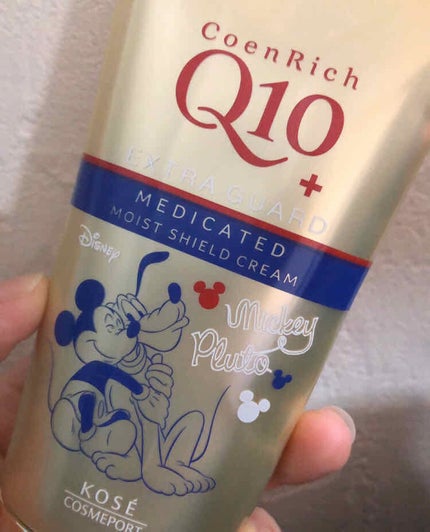 CoenRich
Q10
+
EXTRA GUARD
MEDICATED
MOIST SHIELD CREAM
Disney
Mickey
Pluto
KOSÉ
COSMEPORT